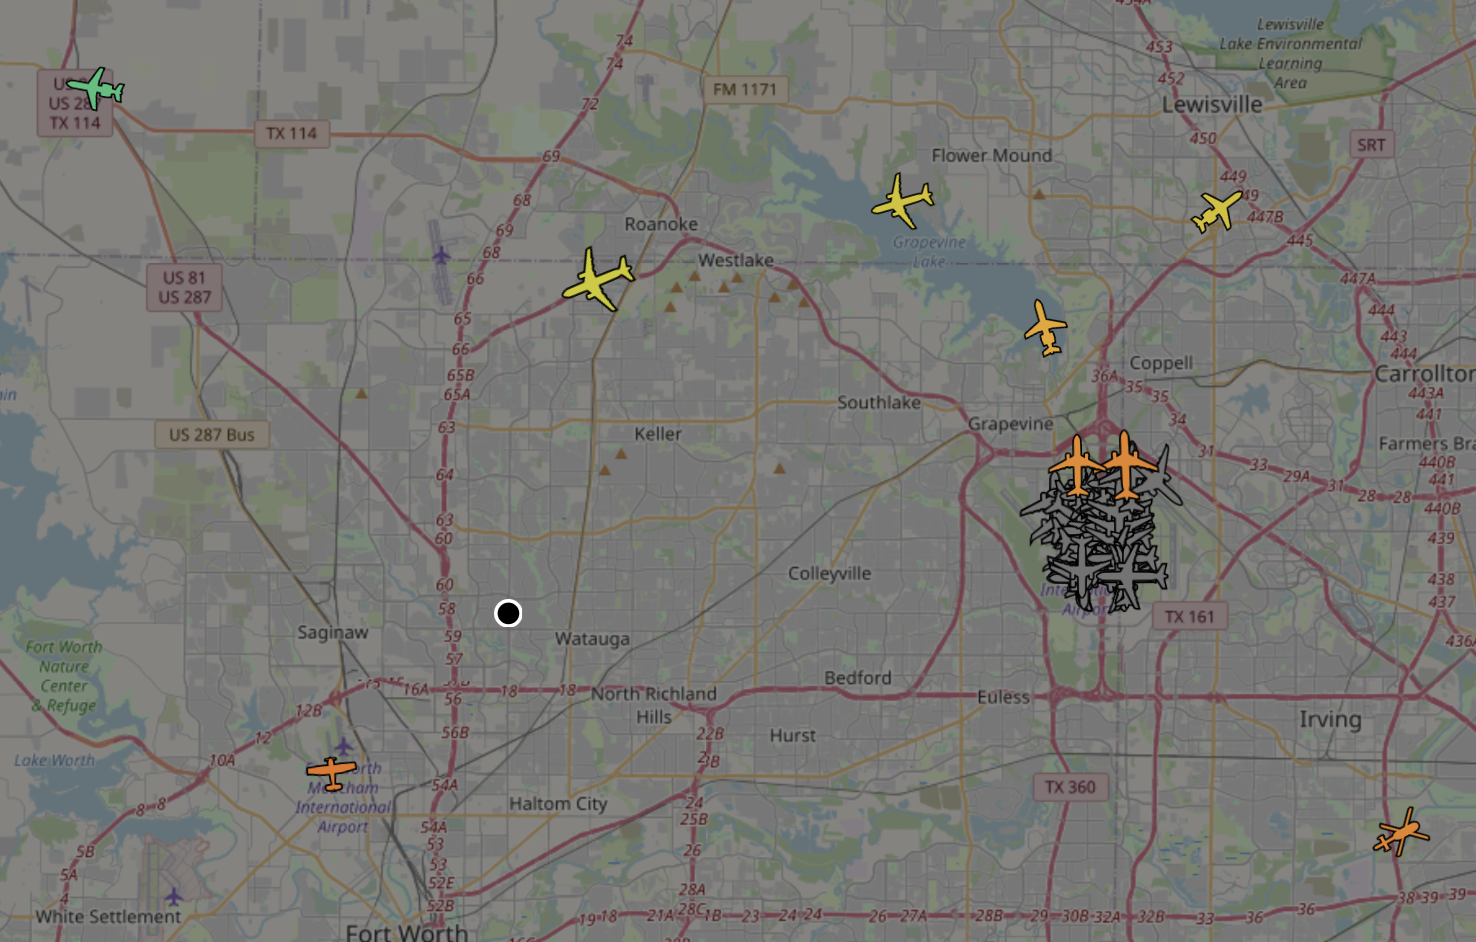 454A
74
74
453
452
Lewisville
Lake Environmental
Learning
Area
US 28
TX 114
FM 1171
72
Lewisville
TX 114
69
450
SRT
Flower Mound
449
68
Roanoke
69
447B
68
Westlake
Grapevine
Lake
445
66
447A
US 81
US 287
65
444
66
443
444
Coppell
65B
36A
35
Carrollton
65A
35
443A
Southlake
34
441
US 287 Bus
63
Keller
Grapevine
31
Farmers Bra
33
29A
440B
64
31
28
28
441
440B
63
60
439
Colleyville
438
60
58
437
TX 161
Saginaw
59
Watauga
436A
Fort Worth
Nature
Center
& Refuge
57
Bedford
16A
56
18
18
North Richland
Hills
Euless
12B
Irving
12
56B
22B
Hurst
Lake Worth
10A
54A
TX 360
8
8
International
Airport
Haltom City
24
25B
54A
53
53
26
5B
52E
5A
28A
4
52B
White Settlement
19
18
21A
28C
1B
23
24
24
26
27A
28B
29
30B
32A
32B
33
36
36
38
39
39
Fort Worth